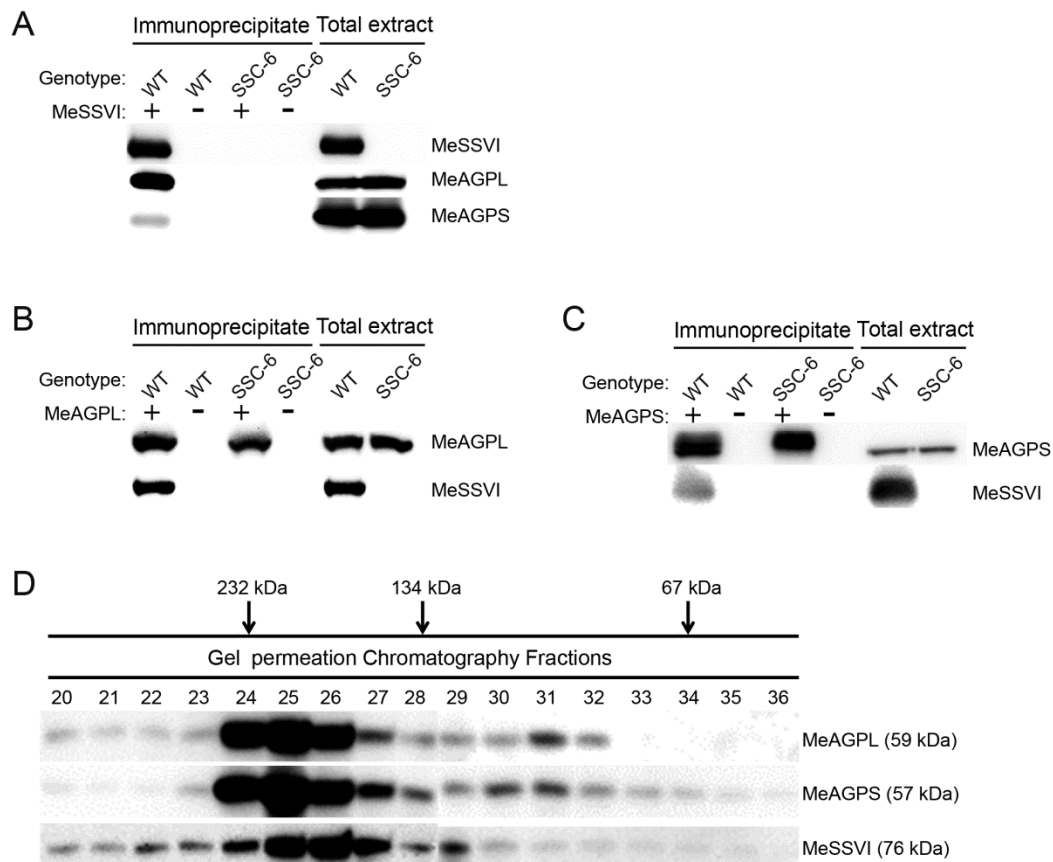 A
Immunoprecipitate Total extract
Genotype: WT WT SSC-6 SSC-6 WT SSC-6
MeSSVI: + - + -
MeSSVI
MeAGPL
MeAGPS
B
Immunoprecipitate Total extract
Genotype: WT WT SSC-6 SSC-6 WT SSC-6
MeAGPL: + - + -
MeAGPL
MeSSVI
C
Immunoprecipitate Total extract
Genotype: WT WT SSC-6 SSC-6 WT SSC-6
MeAGPS: + - + -
MeAGPS
MeSSVI
D
232 kDa 134 kDa 67 kDa
Gel permeation Chromatography Fractions
20 21 22 23 24 25 26 27 28 29 30 31 32 33 34 35 36
MeAGPL (59 kDa)
MeAGPS (57 kDa)
MeSSVI (76 kDa)